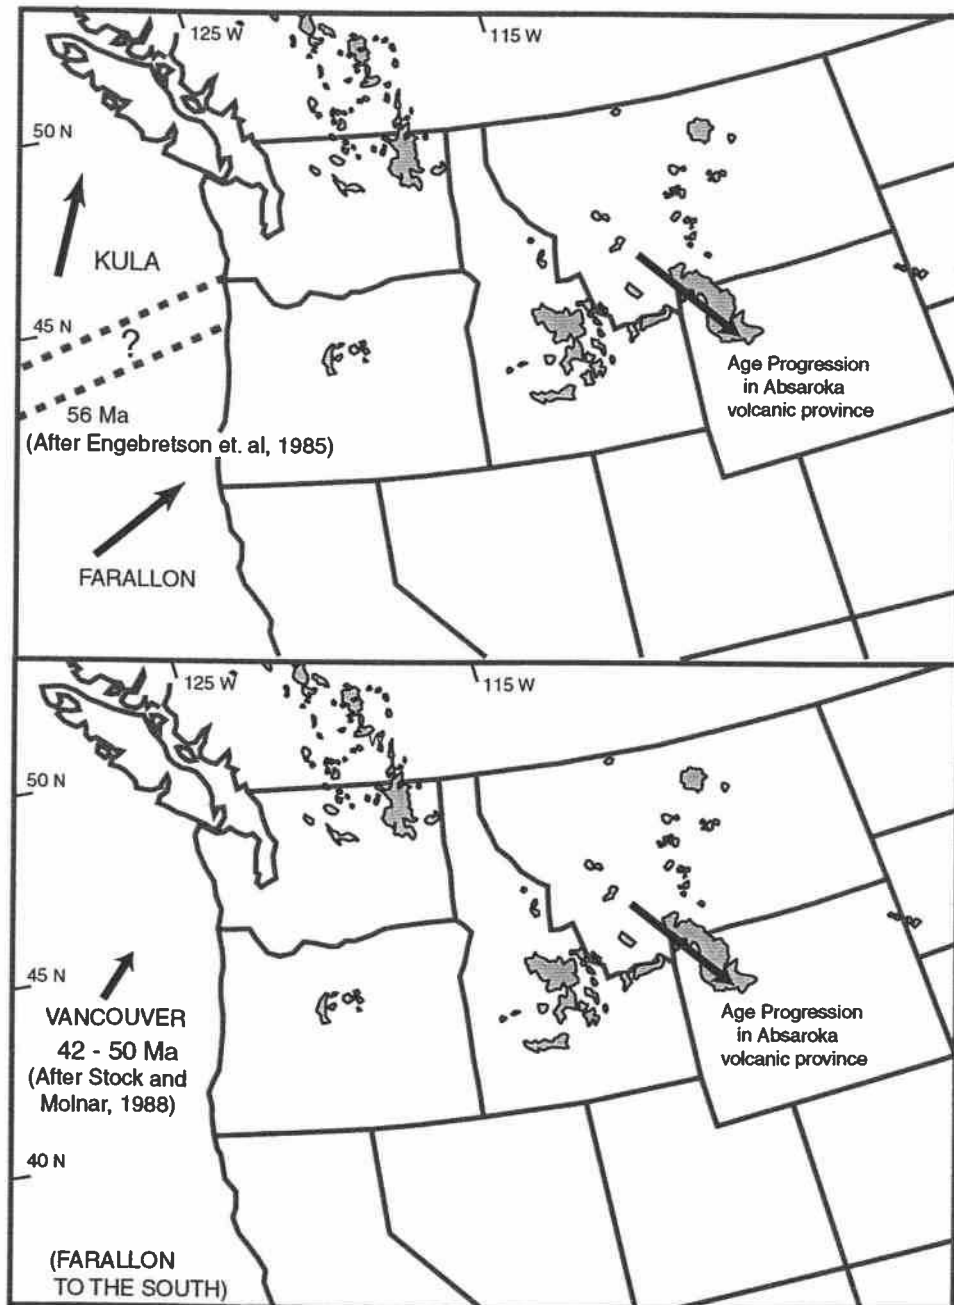 125 W
115 W
50 N
KULA
45 N
?
56 Ma
(After Engebretson et. al, 1985)
Age Progression
in Absaroka
volcanic province
FARALLON
125 W
115 W
50 N
45 N
VANCOUVER
42 - 50 Ma
(After Stock and
Molnar, 1988)
Age Progression
in Absaroka
volcanic province
40 N
(FARALLON
TO THE SOUTH)